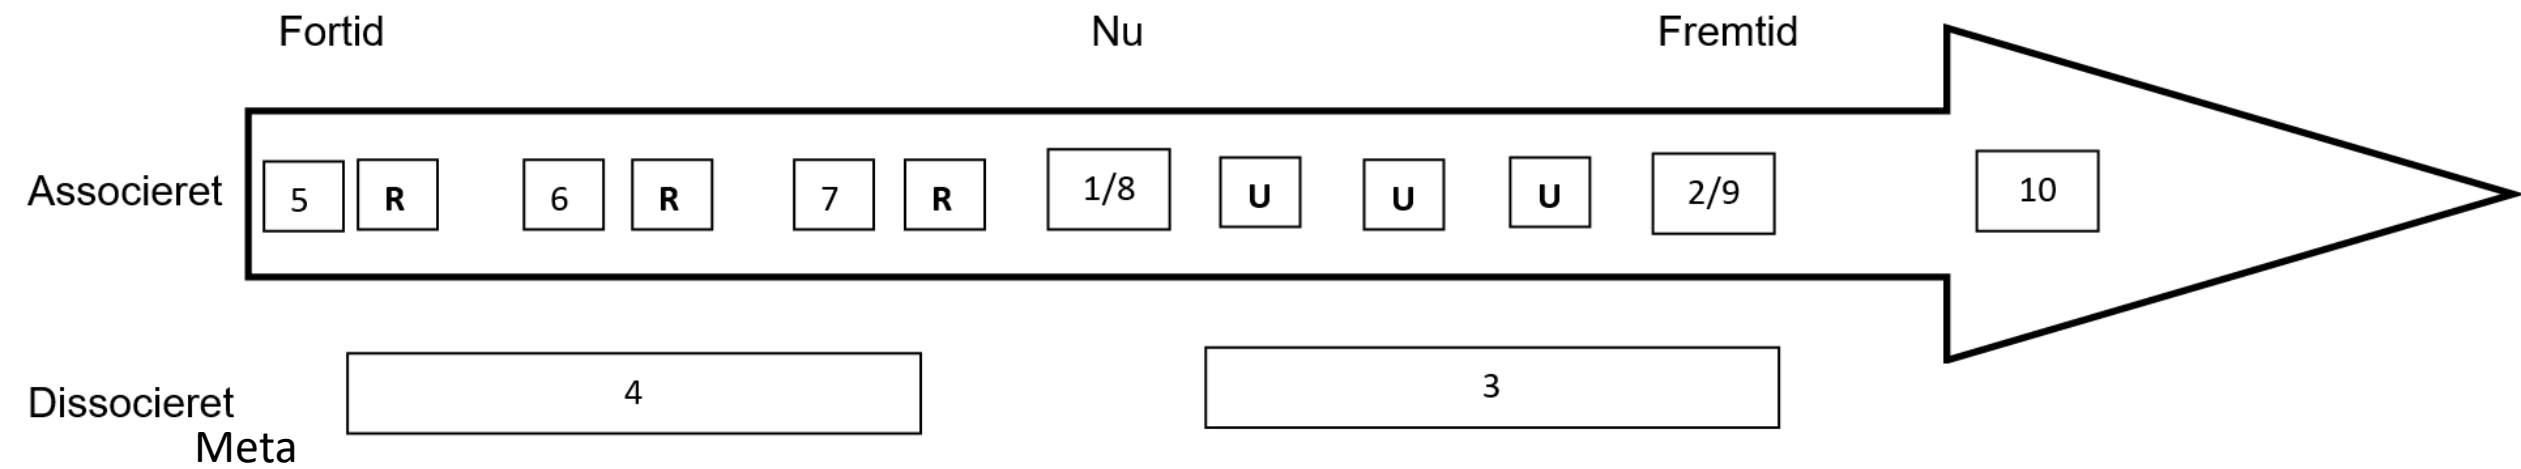 Fortid Nu Fremtid
Associeret 5 R 6 R 7 R 1/8 U U U 2/9 10
Dissocieret 4 3
Meta